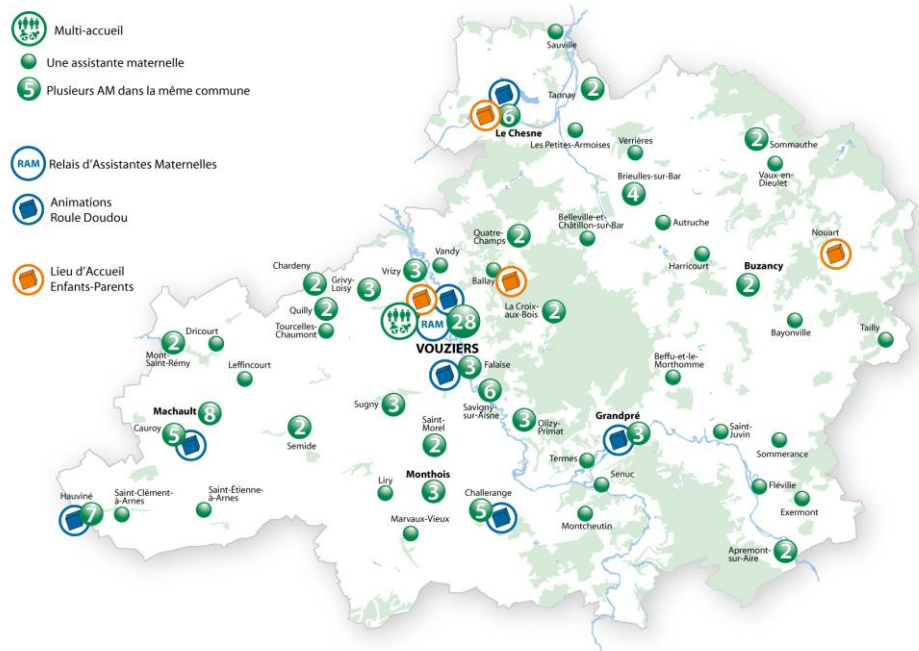 Multi-accueil
Une assistante maternelle
5
Plusieurs AM dans la même commune
RAM
Relais d'Assistantes Maternelles
Animations
Roule Doudou
Lieu d'Accueil
Enfants-Parents
Sauville
Tannay
2
6
Le Chesne
Les Petites-Armoises
Verrières
2
Sommauthe
Vaux-en-
Dieulet
Brieulles-sur-Bar
4
Autruche
Belleville-et-
Châtillon-sur-Bar
Quatre-
Champs
2
Nouart
Harricourt
Buzancy
2
Vandy
Vrizy
3
Ballay
Chardeny
2
Grivy-
Loisy
3
Quilly
2
Tourcelles-
Chaumont
La Croix-
aux-Bois
2
RAM
28
VOUZIERS
Bayonville
Tailly
Dricourt
2
Mont-
Saint-Rémy
Leffincourt
3
Falaise
6
Savigny-
sur-Aisne
Beffu-et-le-
Morthomme
Sugny
3
Machault
8
Cauroy
5
2
Semide
Saint-
Morel
2
3
Olizy-
Primat
Grandpré
3
Saint-
Juvin
Sommerance
Termes
Senuc
Monthois
3
Liry
Challerange
5
Marvaux-Vieux
Montcheutin
Fléville
Exermont
Hauviné
7
Saint-Clément-
à-Arnes
Saint-Étienne-
à-Arnes
Apremont-
sur-Aire
2